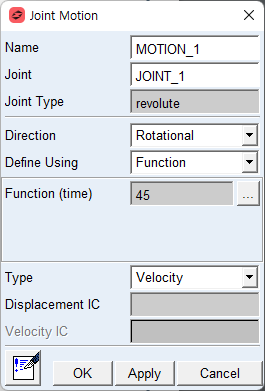 Joint Motion
Name MOTION_1
Joint JOINT_1
Joint Type revolute
Direction Rotational
Define Using Function
Function (time) 45 ...
Type Velocity
Displacement IC
Velocity IC
OK Apply Cancel